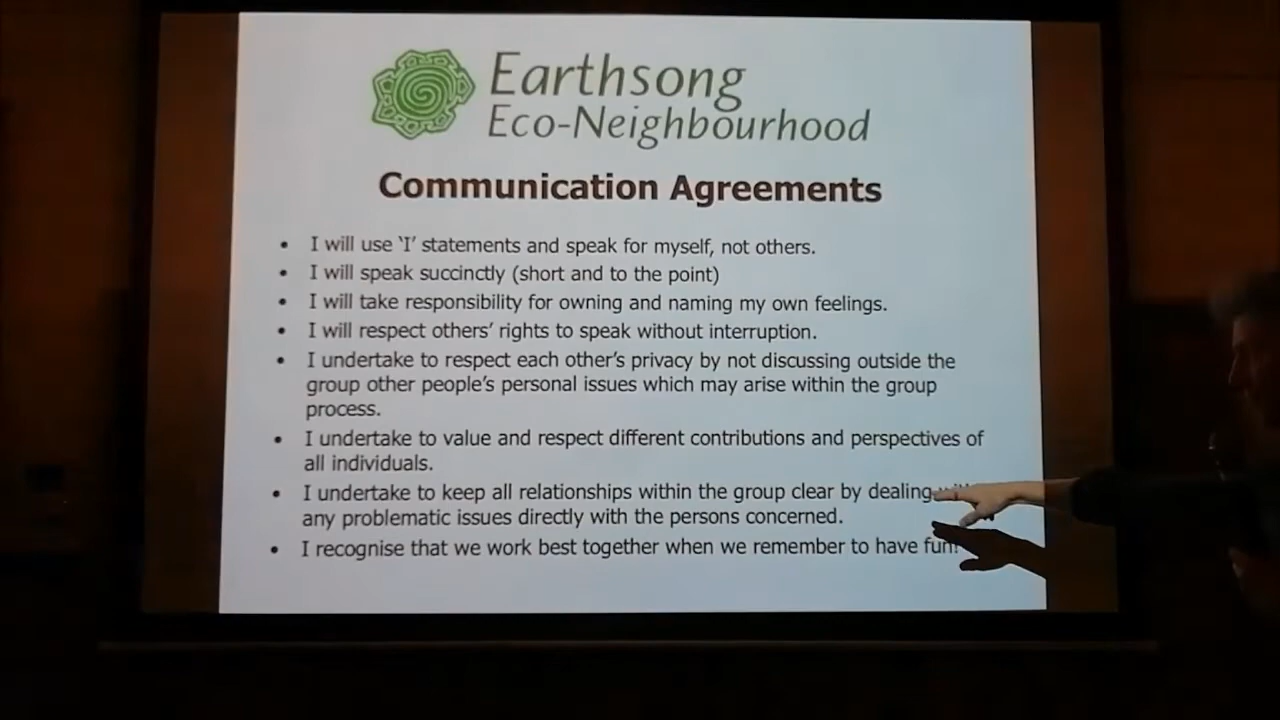 Earthsong
Eco-Neighbourhood
Communication Agreements
• I will use ‘I’ statements and speak for myself, not others.
• I will speak succinctly (short and to the point)
• I will take responsibility for owning and naming my own feelings.
• I will respect others’ rights to speak without interruption.
• I undertake to respect each other’s privacy by not discussing outside the
group other people’s personal issues which may arise within the group
process.
• I undertake to value and respect different contributions and perspectives of
all individuals.
• I undertake to keep all relationships within the group clear by dealing
any problematic issues directly with the persons concerned.
• I recognise that we work best together when we remember to have fun!